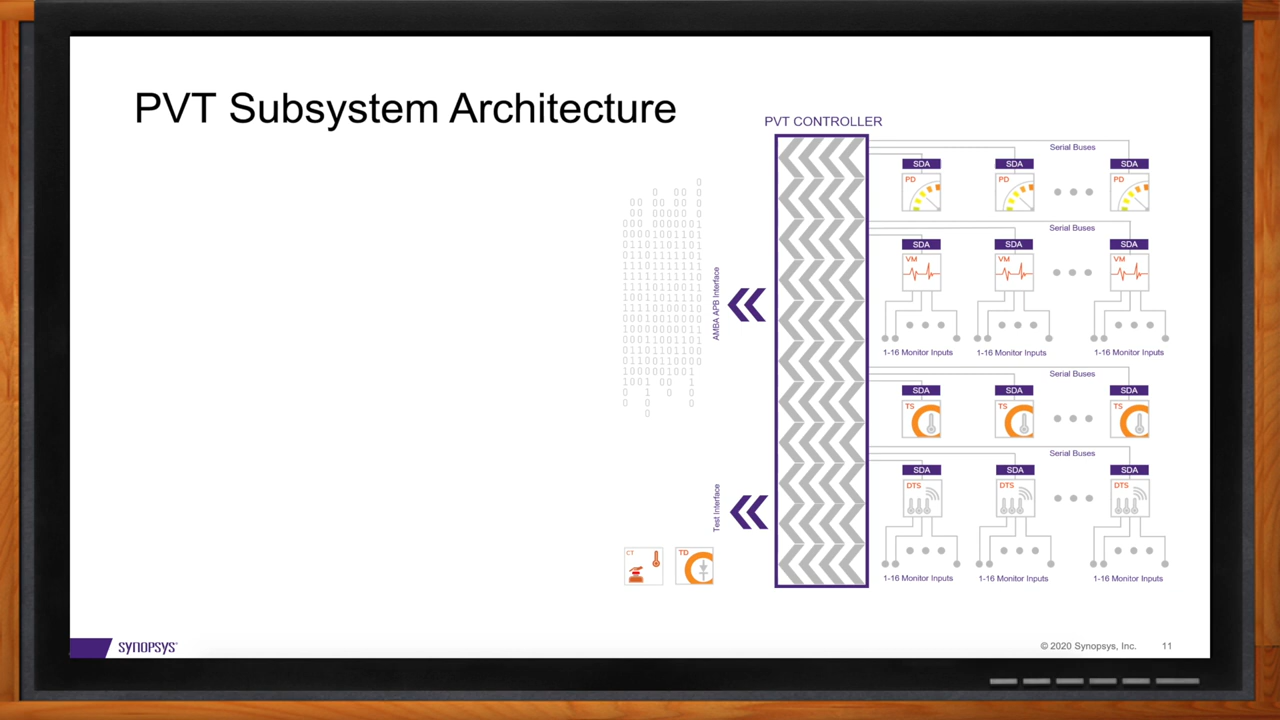 PVT Subsystem Architecture
PVT CONTROLLER
Serial Buses
SDA SDA SDA
PD PD PD
Serial Buses
SDA SDA SDA
VM VM VM
1-16 Monitor Inputs 1-16 Monitor Inputs 1-16 Monitor Inputs
Serial Buses
SDA SDA SDA
TS TS TS
Serial Buses
SDA SDA SDA
DTS DTS DTS
1-16 Monitor Inputs 1-16 Monitor Inputs 1-16 Monitor Inputs
AMBA APB Interface
Test Interface
CT TD
SYNOPSYS®
© 2020 Synopsys, Inc. 11